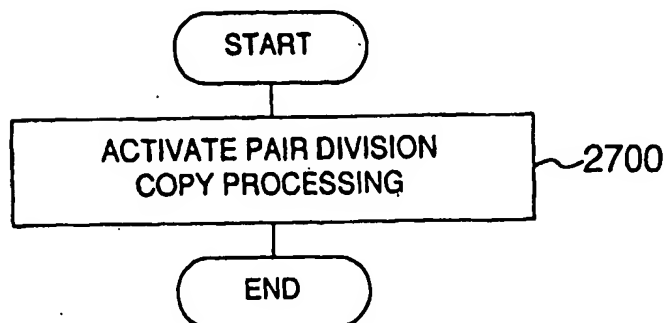 START
ACTIVATE PAIR DIVISION
COPY PROCESSING
2700
END